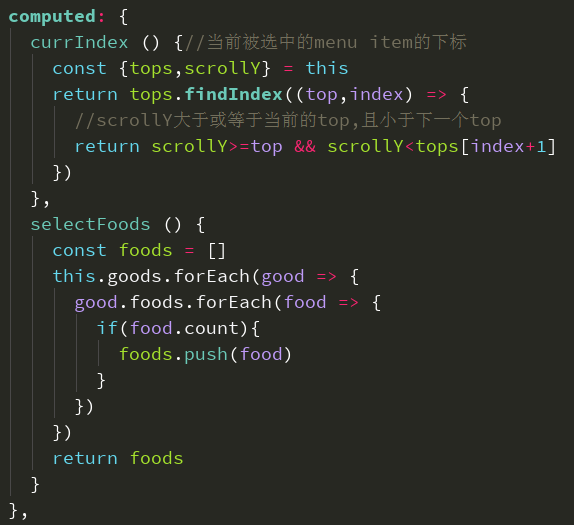 computed: {
  currIndex () {//当前被选中的menu item的下标
    const {tops,scrollY} = this
    return tops.findIndex((top,index) => {
      //scrollY大于或等于当前的top,且小于下一个top
      return scrollY>=top && scrollY<tops[index+1]
    })
  },
  selectFoods () {
    const foods = []
    this.goods.forEach(good => {
      good.foods.forEach(food => {
        if(food.count){
          foods.push(food)
        }
      })
    })
    return foods
  }
},